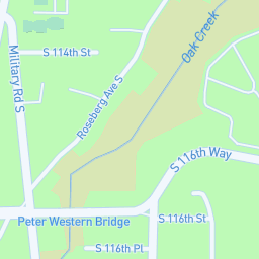 Oak Creek
Military Rd S
S 114th St
Roseberg Ave S
S 116th Way
Peter Western Bridge
S 116th St
S 116th Pl